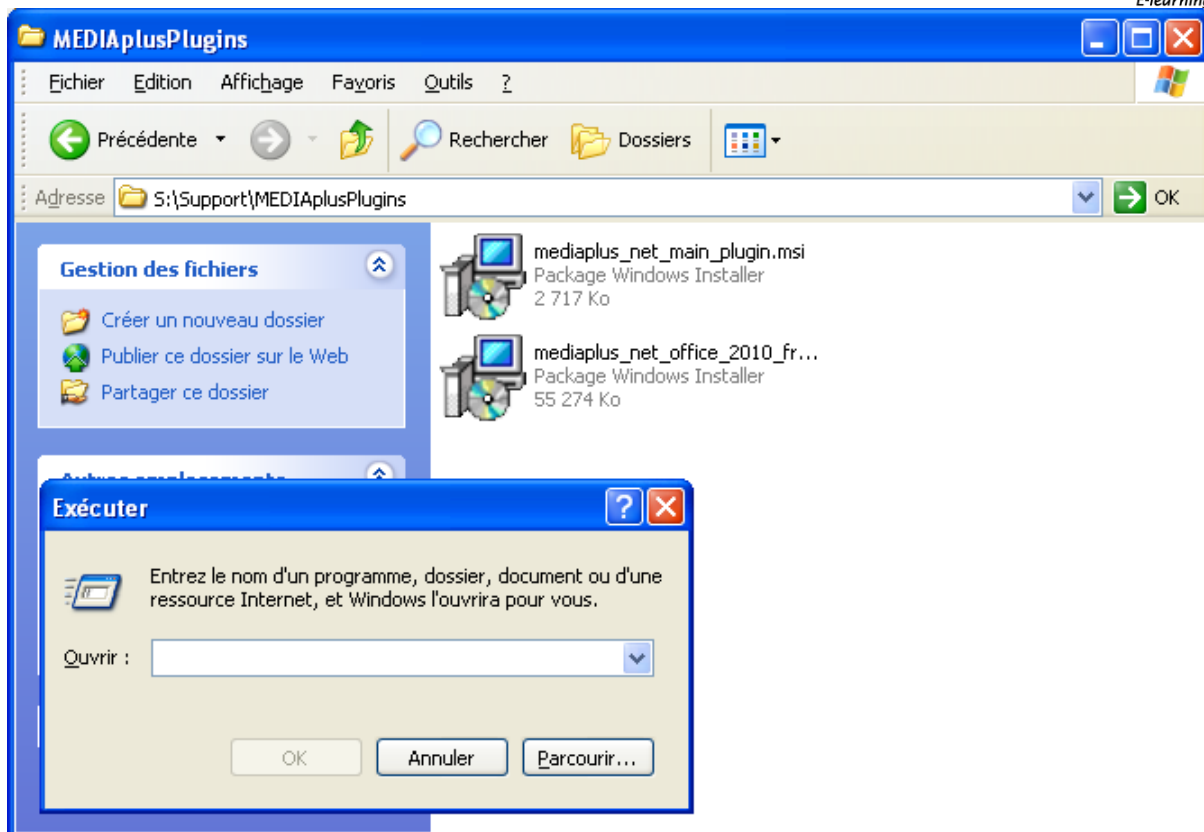 E-learning
MEDIAplusPlugins
Fichier Edition Affichage Favoris Outils ?
Précédente Rechercher Dossiers
Adresse S:\Support\MEDIAplusPlugins OK
Gestion des fichiers
Créer un nouveau dossier
Publier ce dossier sur le Web
Partager ce dossier
mediaplus_net_main_plugin.msi
Package Windows Installer
2 717 Ko
mediaplus_net_office_2010_fr...
Package Windows Installer
55 274 Ko
Autres emplacements
Exécuter
Entrez le nom d'un programme, dossier, document ou d'une
ressource Internet, et Windows l'ouvrira pour vous.
Ouvrir :
OK Annuler Parcourir...